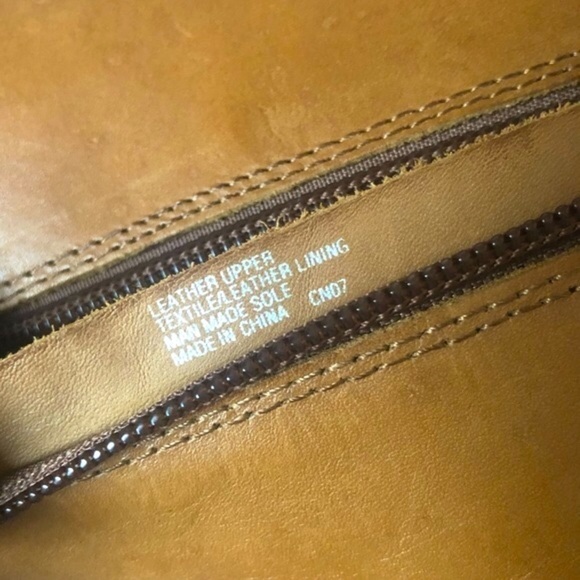 LEATHER UPPER
TEXTILE/LEATHER LINING
MAN MADE SOLE CN07
MADE IN CHINA